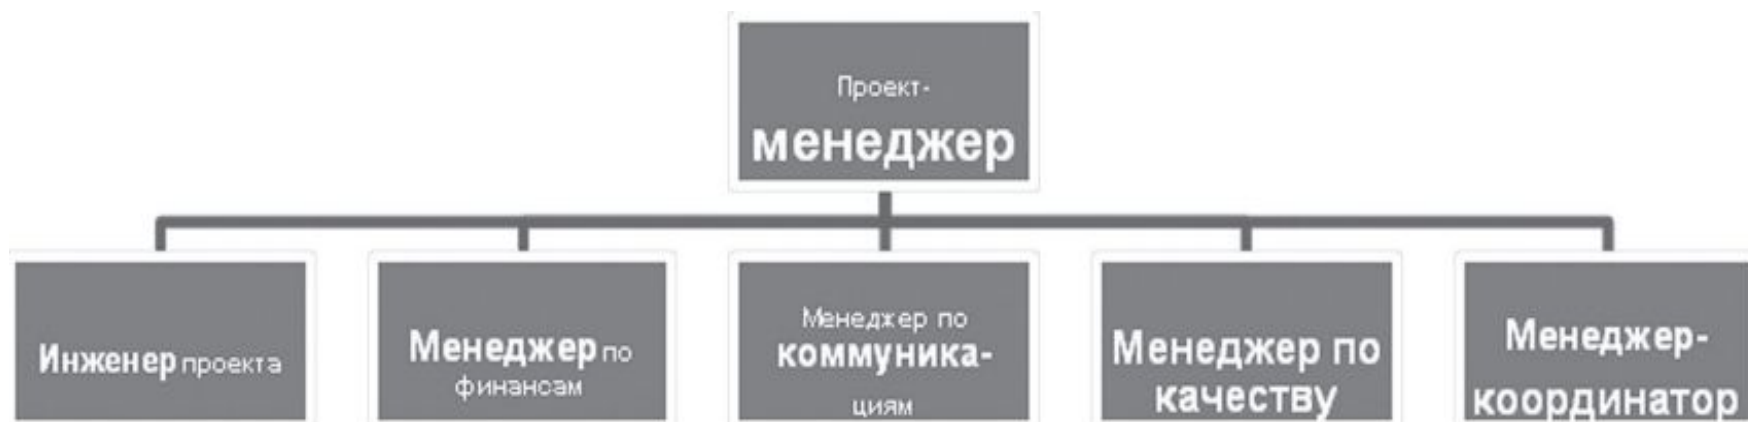 Проект-
менеджер
Инженер проекта
Менеджер по
финансам
Менеджер по
коммуника-
циям
Менеджер по
качеству
Менеджер-
координатор